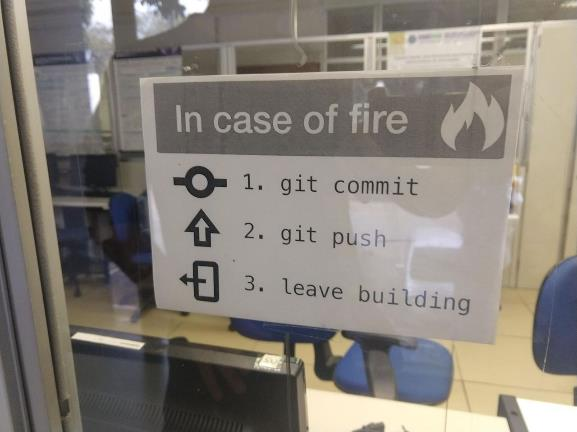 In case of fire
1. git commit
2. git push
3. leave building